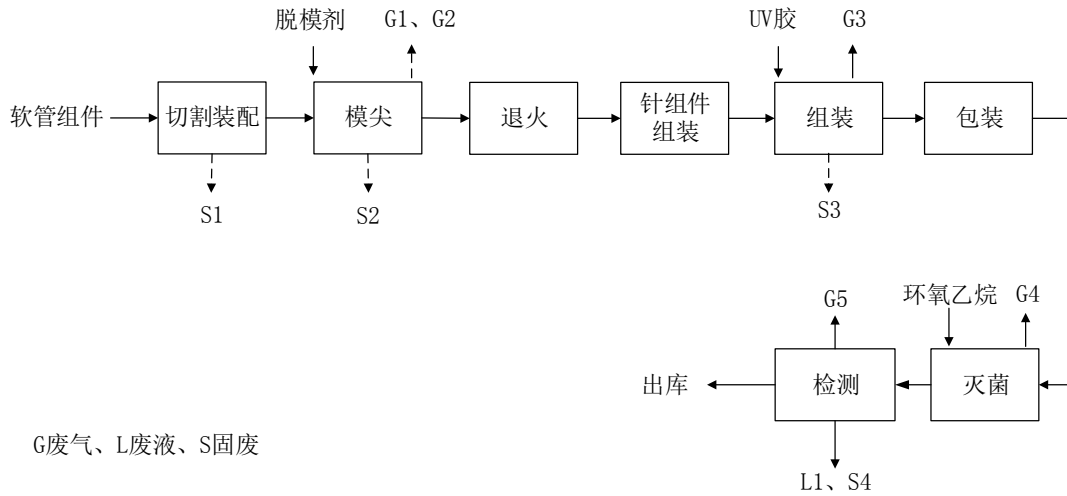 脱模剂
G1、G2
UV胶
G3
软管组件
切割装配
模尖
退火
针组件
组装
组装
包装
S1
S2
S3
G5
环氧乙烷
G4
出库
检测
灭菌
L1、S4
G废气、L废液、S固废